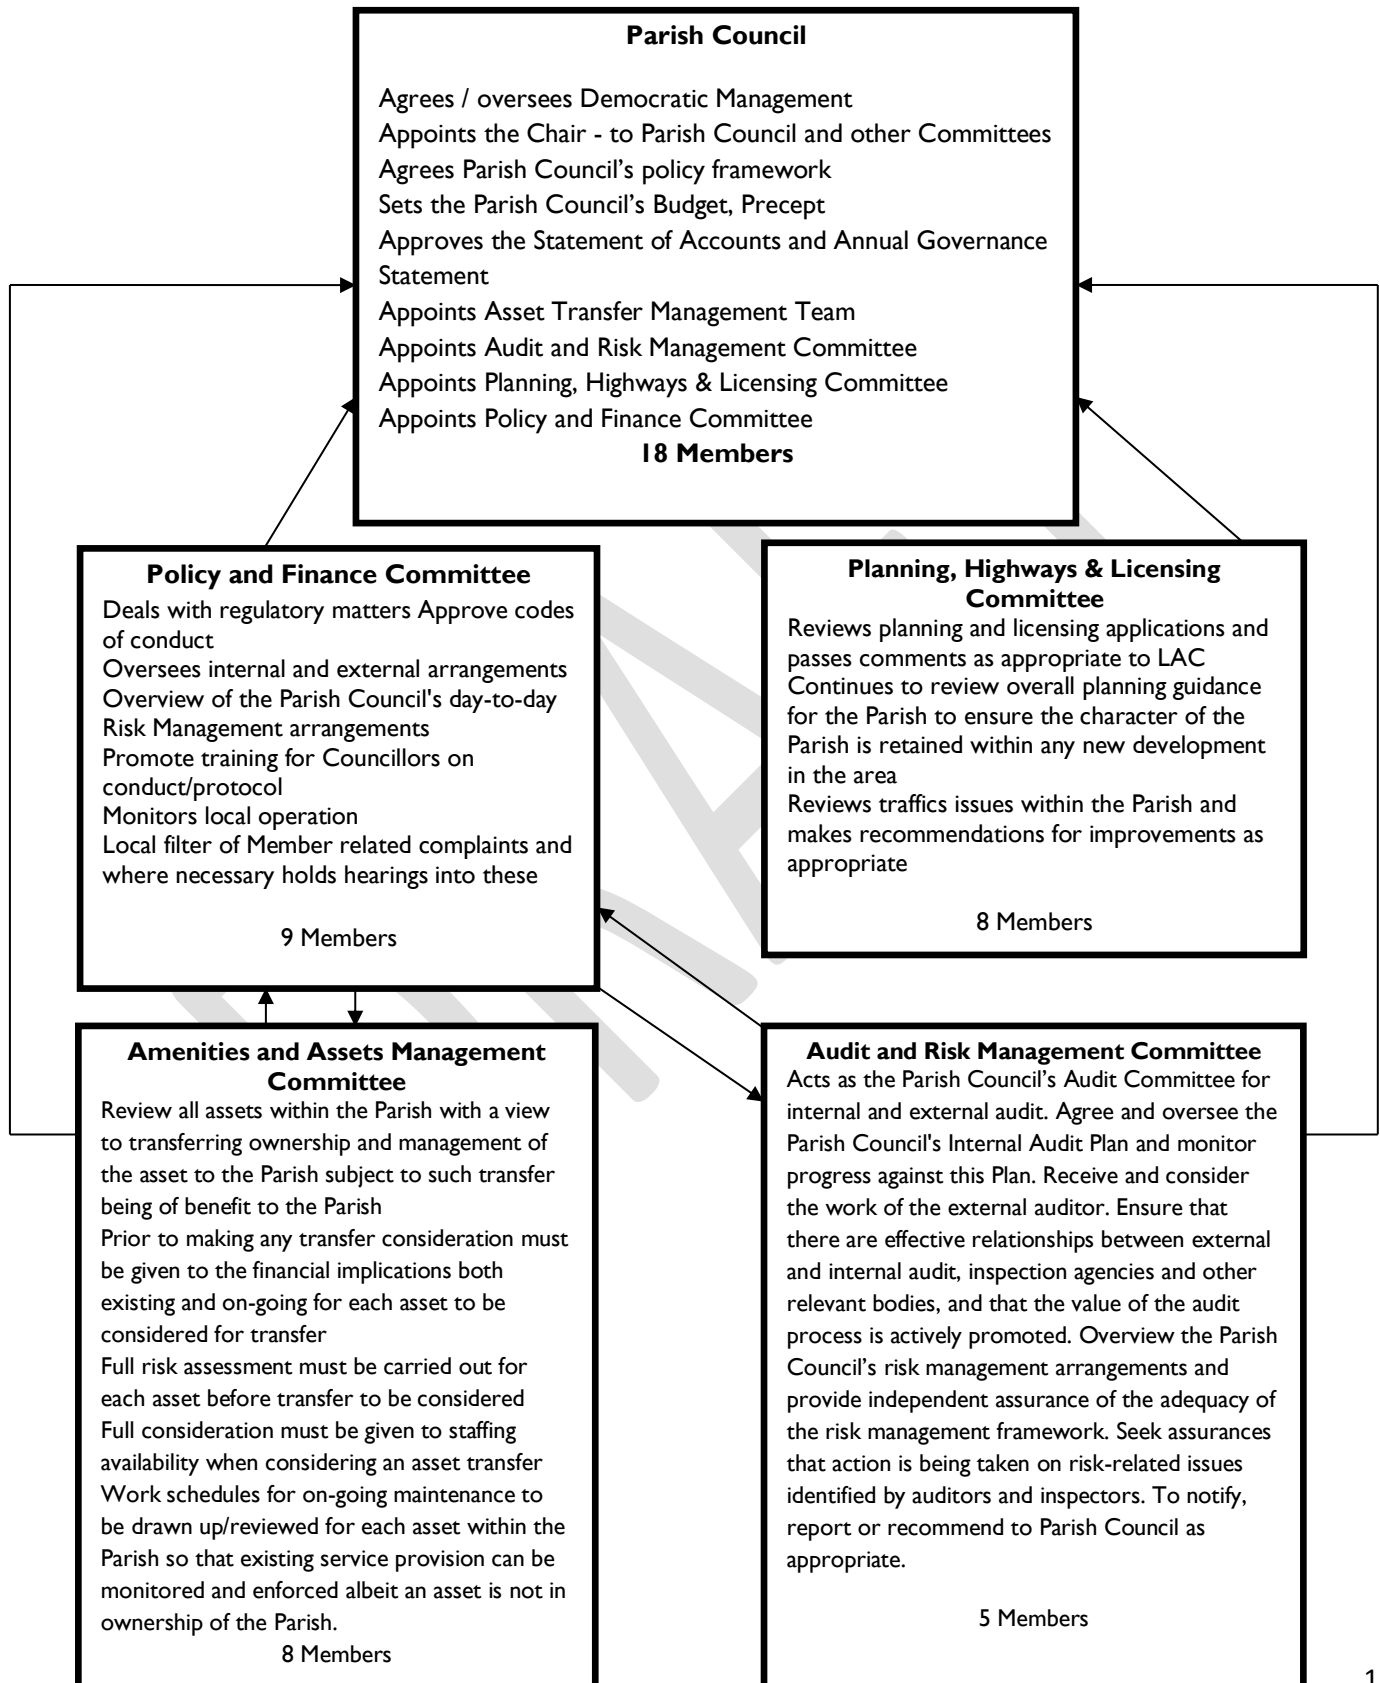 Parish Council
Agrees / oversees Democratic Management
Appoints the Chair - to Parish Council and other Committees
Agrees Parish Council’s policy framework
Sets the Parish Council’s Budget, Precept
Approves the Statement of Accounts and Annual Governance
Statement
Appoints Asset Transfer Management Team
Appoints Audit and Risk Management Committee
Appoints Planning, Highways & Licensing Committee
Appoints Policy and Finance Committee
18 Members
Policy and Finance Committee
Deals with regulatory matters Approve codes
of conduct
Oversees internal and external arrangements
Overview of the Parish Council's day-to-day
Risk Management arrangements
Promote training for Councillors on
conduct/protocol
Monitors local operation
Local filter of Member related complaints and
where necessary holds hearings into these
9 Members
Planning, Highways & Licensing
Committee
Reviews planning and licensing applications and
passes comments as appropriate to LAC
Continues to review overall planning guidance
for the Parish to ensure the character of the
Parish is retained within any new development
in the area
Reviews traffics issues within the Parish and
makes recommendations for improvements as
appropriate
8 Members
Amenities and Assets Management
Committee
Review all assets within the Parish with a view
to transferring ownership and management of
the asset to the Parish subject to such transfer
being of benefit to the Parish
Prior to making any transfer consideration must
be given to the financial implications both
existing and on-going for each asset to be
considered for transfer
Full risk assessment must be carried out for
each asset before transfer to be considered
Full consideration must be given to staffing
availability when considering an asset transfer
Work schedules for on-going maintenance to
be drawn up/reviewed for each asset within the
Parish so that existing service provision can be
monitored and enforced albeit an asset is not in
ownership of the Parish.
8 Members
Audit and Risk Management Committee
Acts as the Parish Council’s Audit Committee for
internal and external audit. Agree and oversee the
Parish Council's Internal Audit Plan and monitor
progress against this Plan. Receive and consider
the work of the external auditor. Ensure that
there are effective relationships between external
and internal audit, inspection agencies and other
relevant bodies, and that the value of the audit
process is actively promoted. Overview the Parish
Council’s risk management arrangements and
provide independent assurance of the adequacy of
the risk management framework. Seek assurances
that action is being taken on risk-related issues
identified by auditors and inspectors. To notify,
report or recommend to Parish Council as
appropriate.
5 Members
1